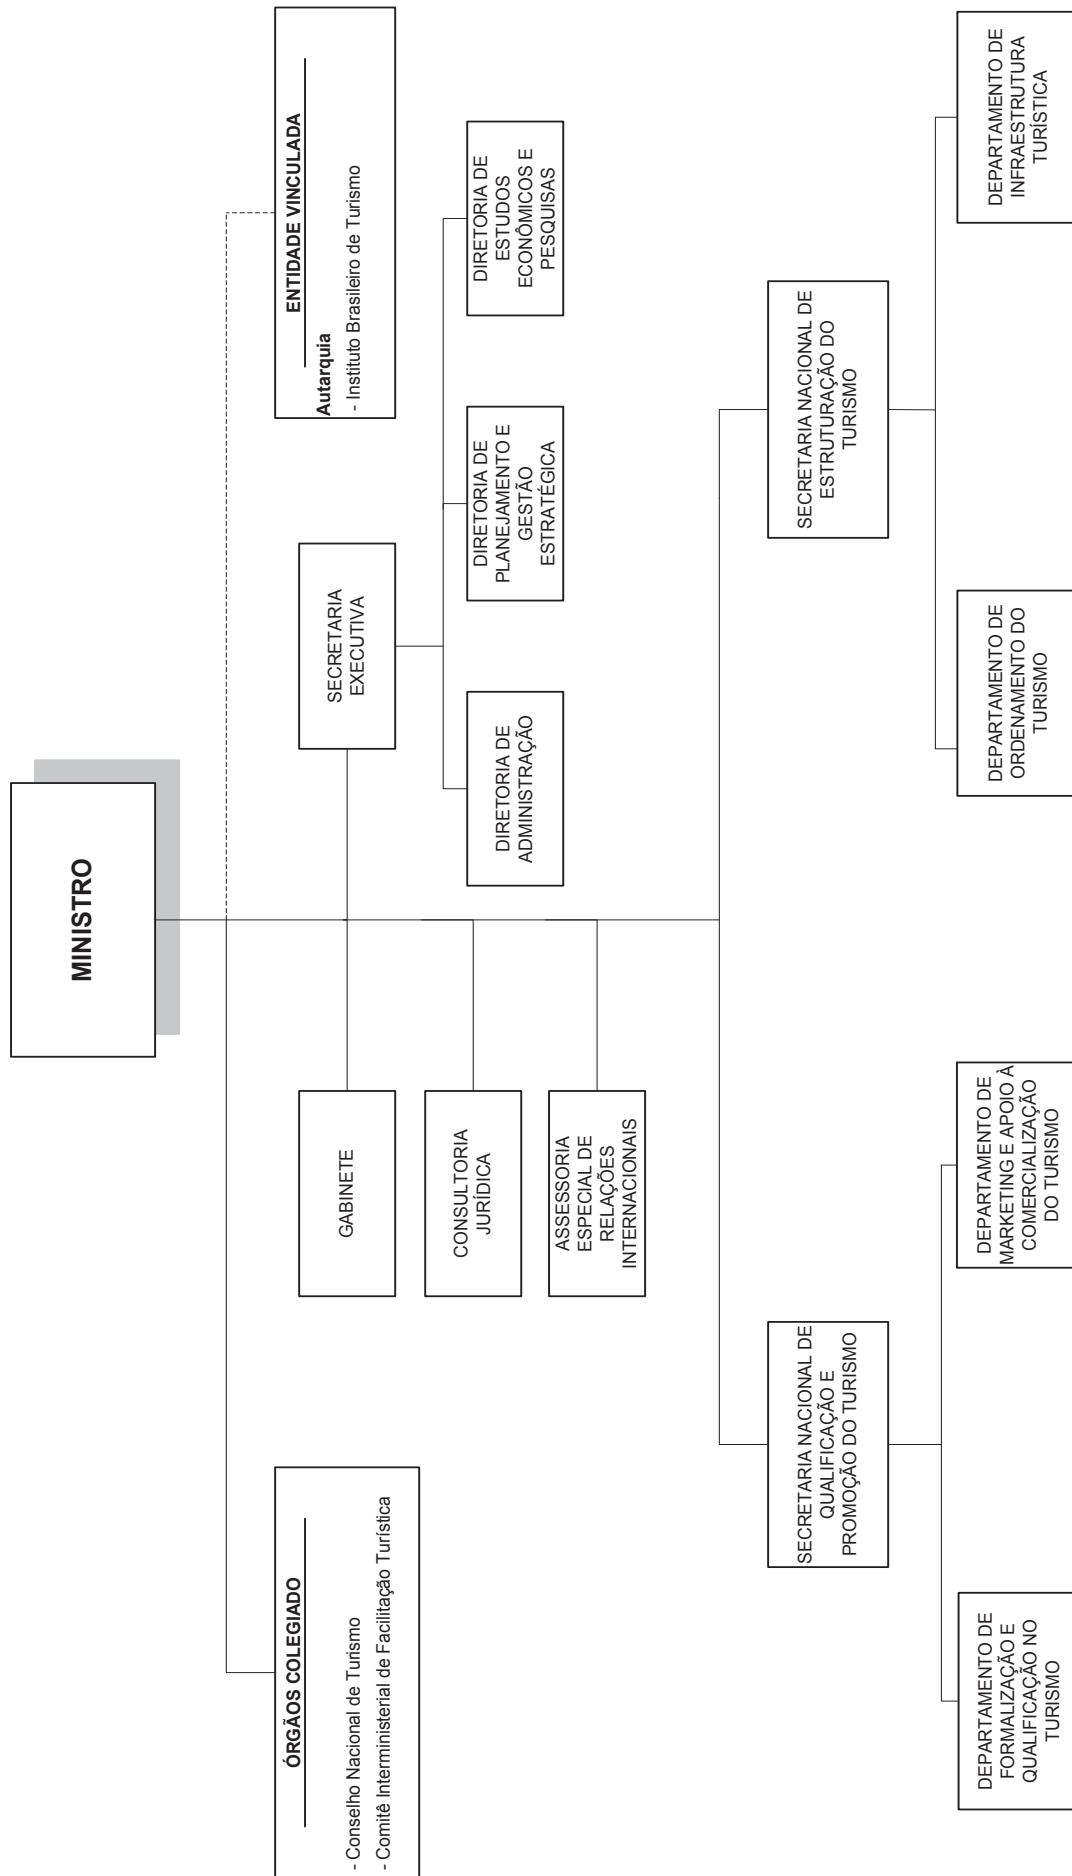 MINISTRO
ÓRGÃOS COLEGIADO
- Conselho Nacional de Turismo
- Comitê Interministerial de Facilitação Turística
ENTIDADE VINCULADA
Autarquia
- Instituto Brasileiro de Turismo
GABINETE
SECRETARIA
EXECUTIVA
CONSULTORIA
JURÍDICA
ASSESSORIA
ESPECIAL DE
RELAÇÕES
INTERNACIONAIS
DIRETORIA DE
ADMINISTRAÇÃO
DIRETORIA DE
PLANEJAMENTO E
GESTÃO
ESTRATÉGICA
DIRETORIA DE
ESTUDOS
ECONÔMICOS E
PESQUISAS
SECRETARIA NACIONAL DE
QUALIFICAÇÃO E
PROMOÇÃO DO TURISMO
SECRETARIA NACIONAL DE
ESTRUTURAÇÃO DO
TURISMO
DEPARTAMENTO DE
FORMALIZAÇÃO E
QUALIFICAÇÃO NO
TURISMO
DEPARTAMENTO DE
MARKETING E APOIO À
COMERCIALIZAÇÃO
DO TURISMO
DEPARTAMENTO DE
ORDENAMENTO DO
TURISMO
DEPARTAMENTO DE
INFRAESTRUTURA
TURÍSTICA